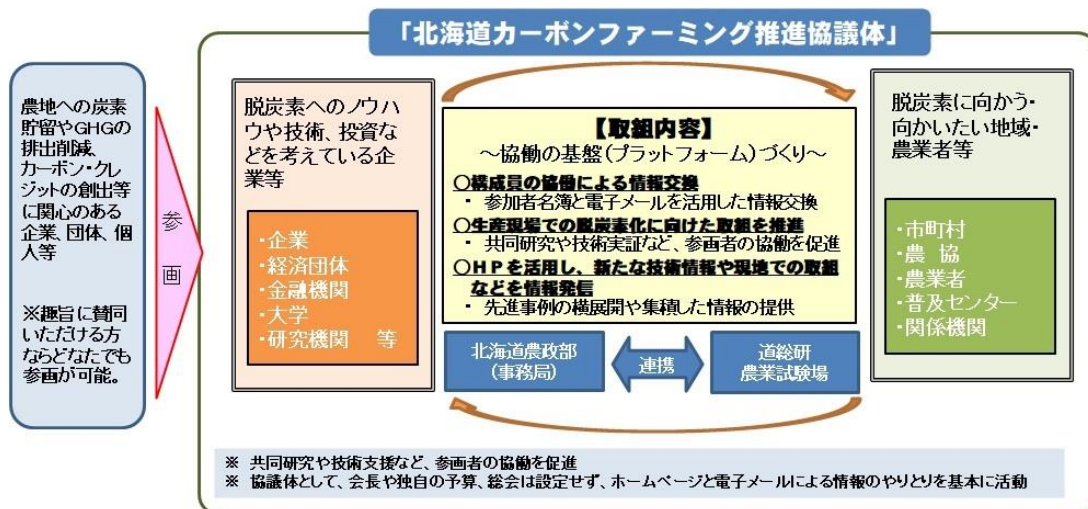 「北海道カーボンファーミング推進協議体」
農地への炭素
貯留やGHGの
排出削減、
カーボン・クレ
ジットの創出等
に関心のある
企業、団体、個
人等
※趣旨に賛同
いただける方
ならどなたでも
参画が可能。
参
画
脱炭素へのノウハ
ウや技術、投資な
どを考えている企
業等
・企業
・経済団体
・金融機関
・大学
・研究機関　等
【取組内容】
～協働の基盤(プラットフォーム)づくり～
○構成員の協働による情報交換
・ 参加者名簿と電子メールを活用した情報交換
○生産現場での脱炭素化に向けた取組を推進
・ 共同研究や技術実証など、参画者の協働を促進
○HPを活用し、新たな技術情報や現地での取組
などを情報発信
・ 先進事例の横展開や集積した情報の提供
北海道農政部
(事務局)
連携
道総研
農業試験場
脱炭素に向かう・
向かいたい地域・
農業者等
・市町村
・農 協
・農業者
・普及センター
・関係機関
※ 共同研究や技術支援など、参画者の協働を促進
※ 協議体として、会長や独自の予算、総会は設定せず、ホームページと電子メールによる情報のやりとりを基本に活動